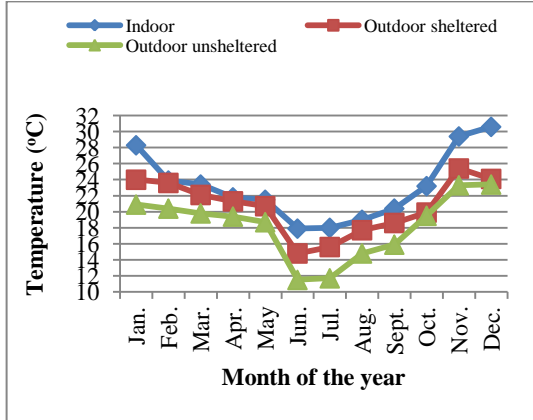 Indoor
Outdoor sheltered
Outdoor unsheltered
Temperature (ºC)
32
30
28
26
24
22
20
18
16
14
12
10
Jan.
Feb.
Mar.
Apr.
May
Jun.
Jul.
Aug.
Sept.
Oct.
Nov.
Dec.
Month of the year